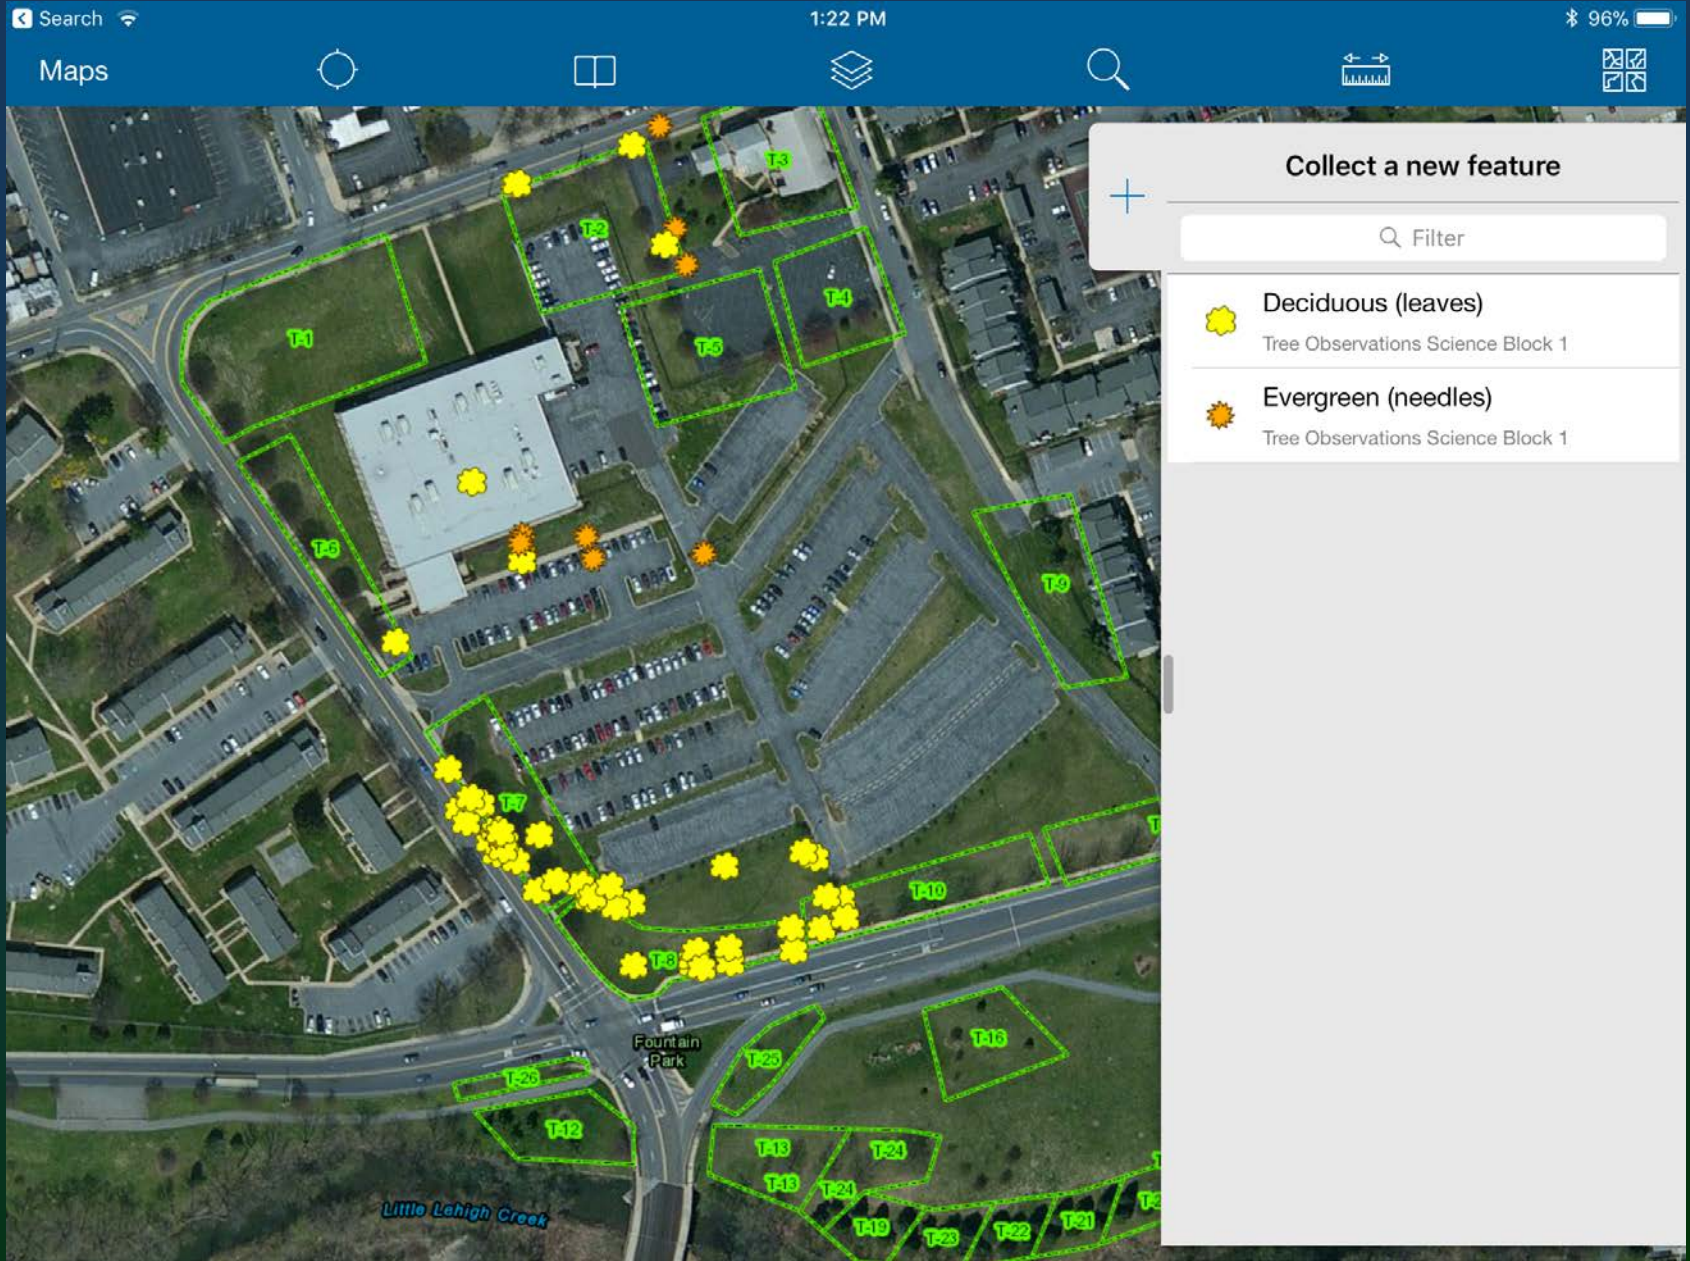 Search
1:22 PM
96%
Maps
Collect a new feature
Filter
Deciduous (leaves)
Tree Observations Science Block 1
Evergreen (needles)
Tree Observations Science Block 1
T-3
T-2
T-4
T-1
T-5
T-6
T-9
T-7
T-10
T-8
T-16
Fountain
Park
T-25
T-26
T-12
T-13
T-24
T-13
T-24
T-19
T-23
T-22
T-21
Little Lehigh Creek